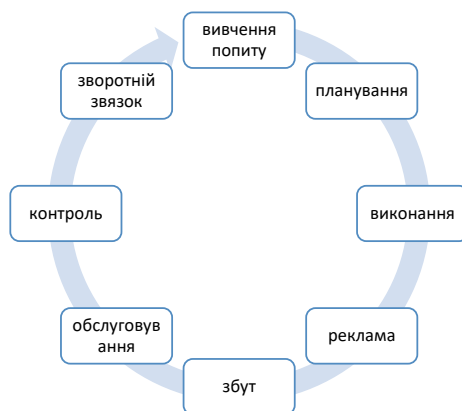 вивчення
попиту
планування
виконання
реклама
збут
обслуговув
ання
контроль
зворотній
звязок